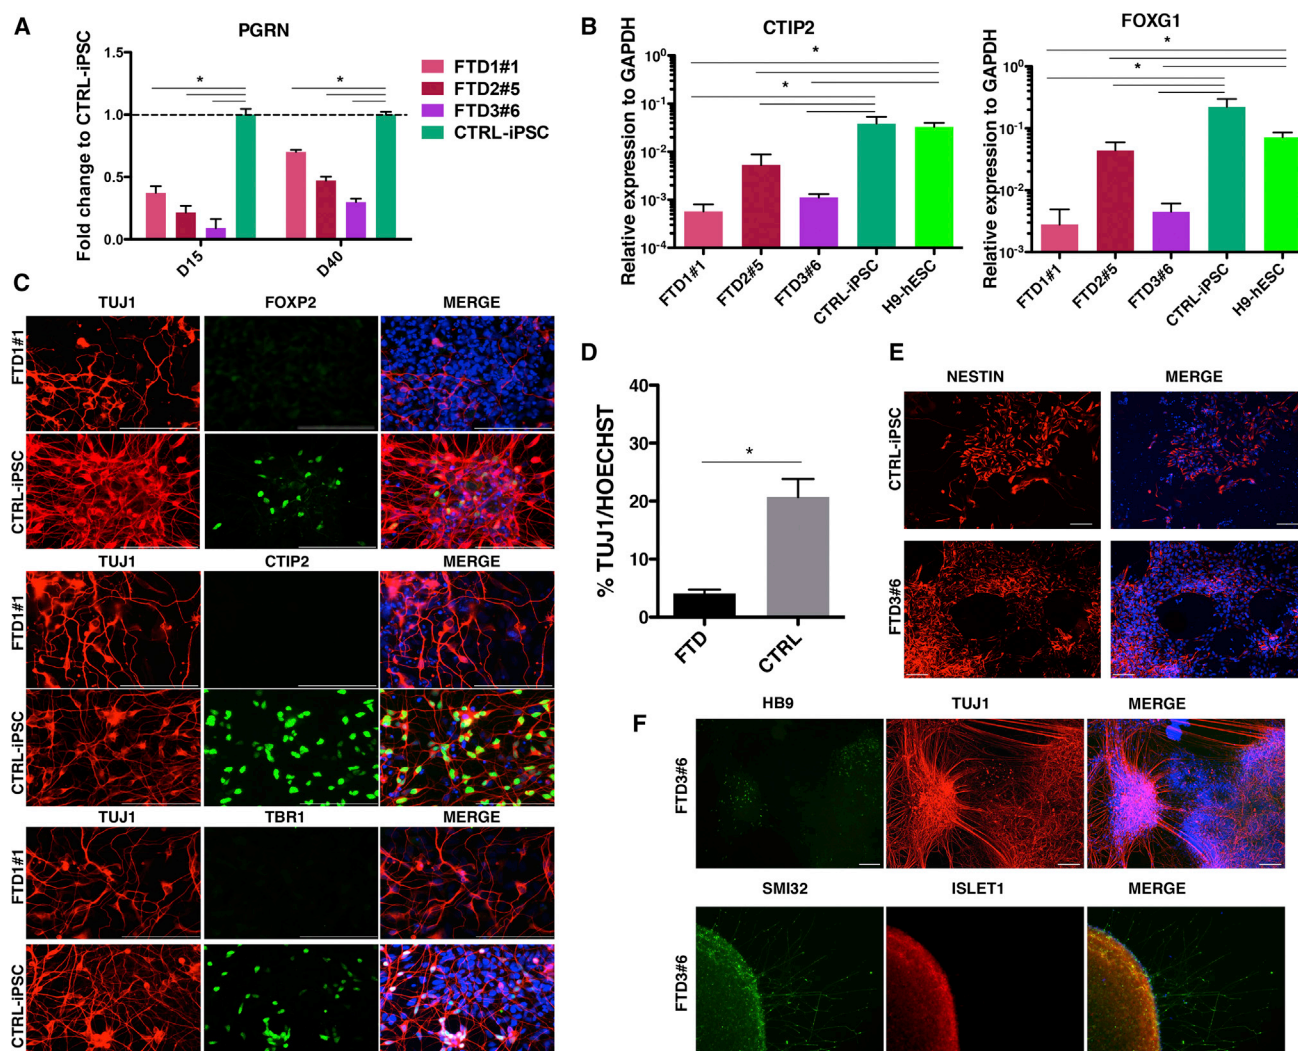 A
PGRN
Fold change to CTRL-iPSC
1.5
1.0
0.5
0.0
*
*
D15
D40
FTD1#1
FTD2#5
FTD3#6
CTRL-iPSC
B
CTIP2
Relative expression to GAPDH
10^0
10^-1
10^-2
10^-3
10^-4
*
*
FTD1#1
FTD2#5
FTD3#6
CTRL-iPSC
H9-hESC
FOXG1
Relative expression to GAPDH
10^0
10^-1
10^-2
10^-3
*
*
FTD1#1
FTD2#5
FTD3#6
CTRL-iPSC
H9-hESC
C
TUJ1 FOXP2 MERGE
FTD1#1
CTRL-iPSC
TUJ1 CTIP2 MERGE
FTD1#1
CTRL-iPSC
TUJ1 TBR1 MERGE
FTD1#1
CTRL-iPSC
D
% TUJ1/HOECHST
40
30
20
10
0
*
FTD
CTRL
E
NESTIN MERGE
CTRL-iPSC
FTD3#6
F
HB9 TUJ1 MERGE
FTD3#6
SMI32 ISLET1 MERGE
FTD3#6